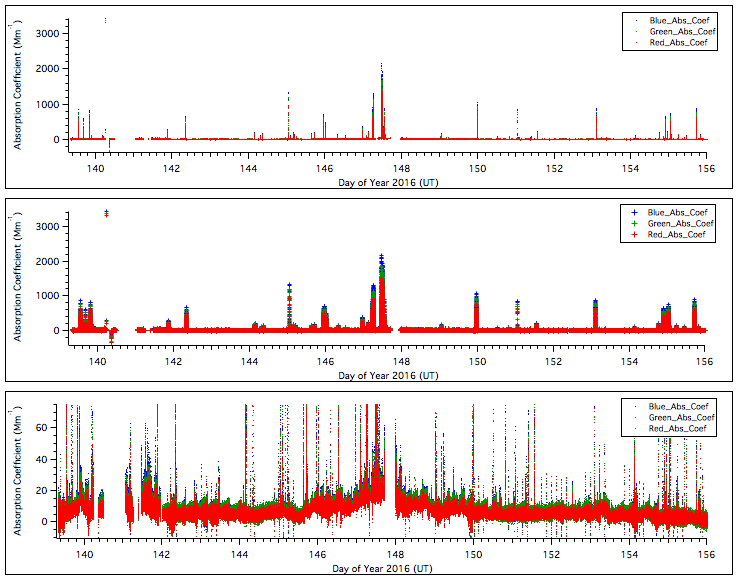 Absorption Coefficient (Mm⁻¹)
3000
2000
1000
0
Blue_Abs_Coef
Green_Abs_Coef
Red_Abs_Coef
140 142 144 146 148 150 152 154 156
Day of Year 2016 (UT)
Absorption Coefficient (Mm⁻¹)
3000
2000
1000
0
Blue_Abs_Coef
Green_Abs_Coef
Red_Abs_Coef
140 142 144 146 148 150 152 154 156
Day of Year 2016 (UT)
Absorption Coefficient (Mm⁻¹)
60
40
20
0
Blue_Abs_Coef
Green_Abs_Coef
Red_Abs_Coef
140 142 144 146 148 150 152 154 156
Day of Year 2016 (UT)